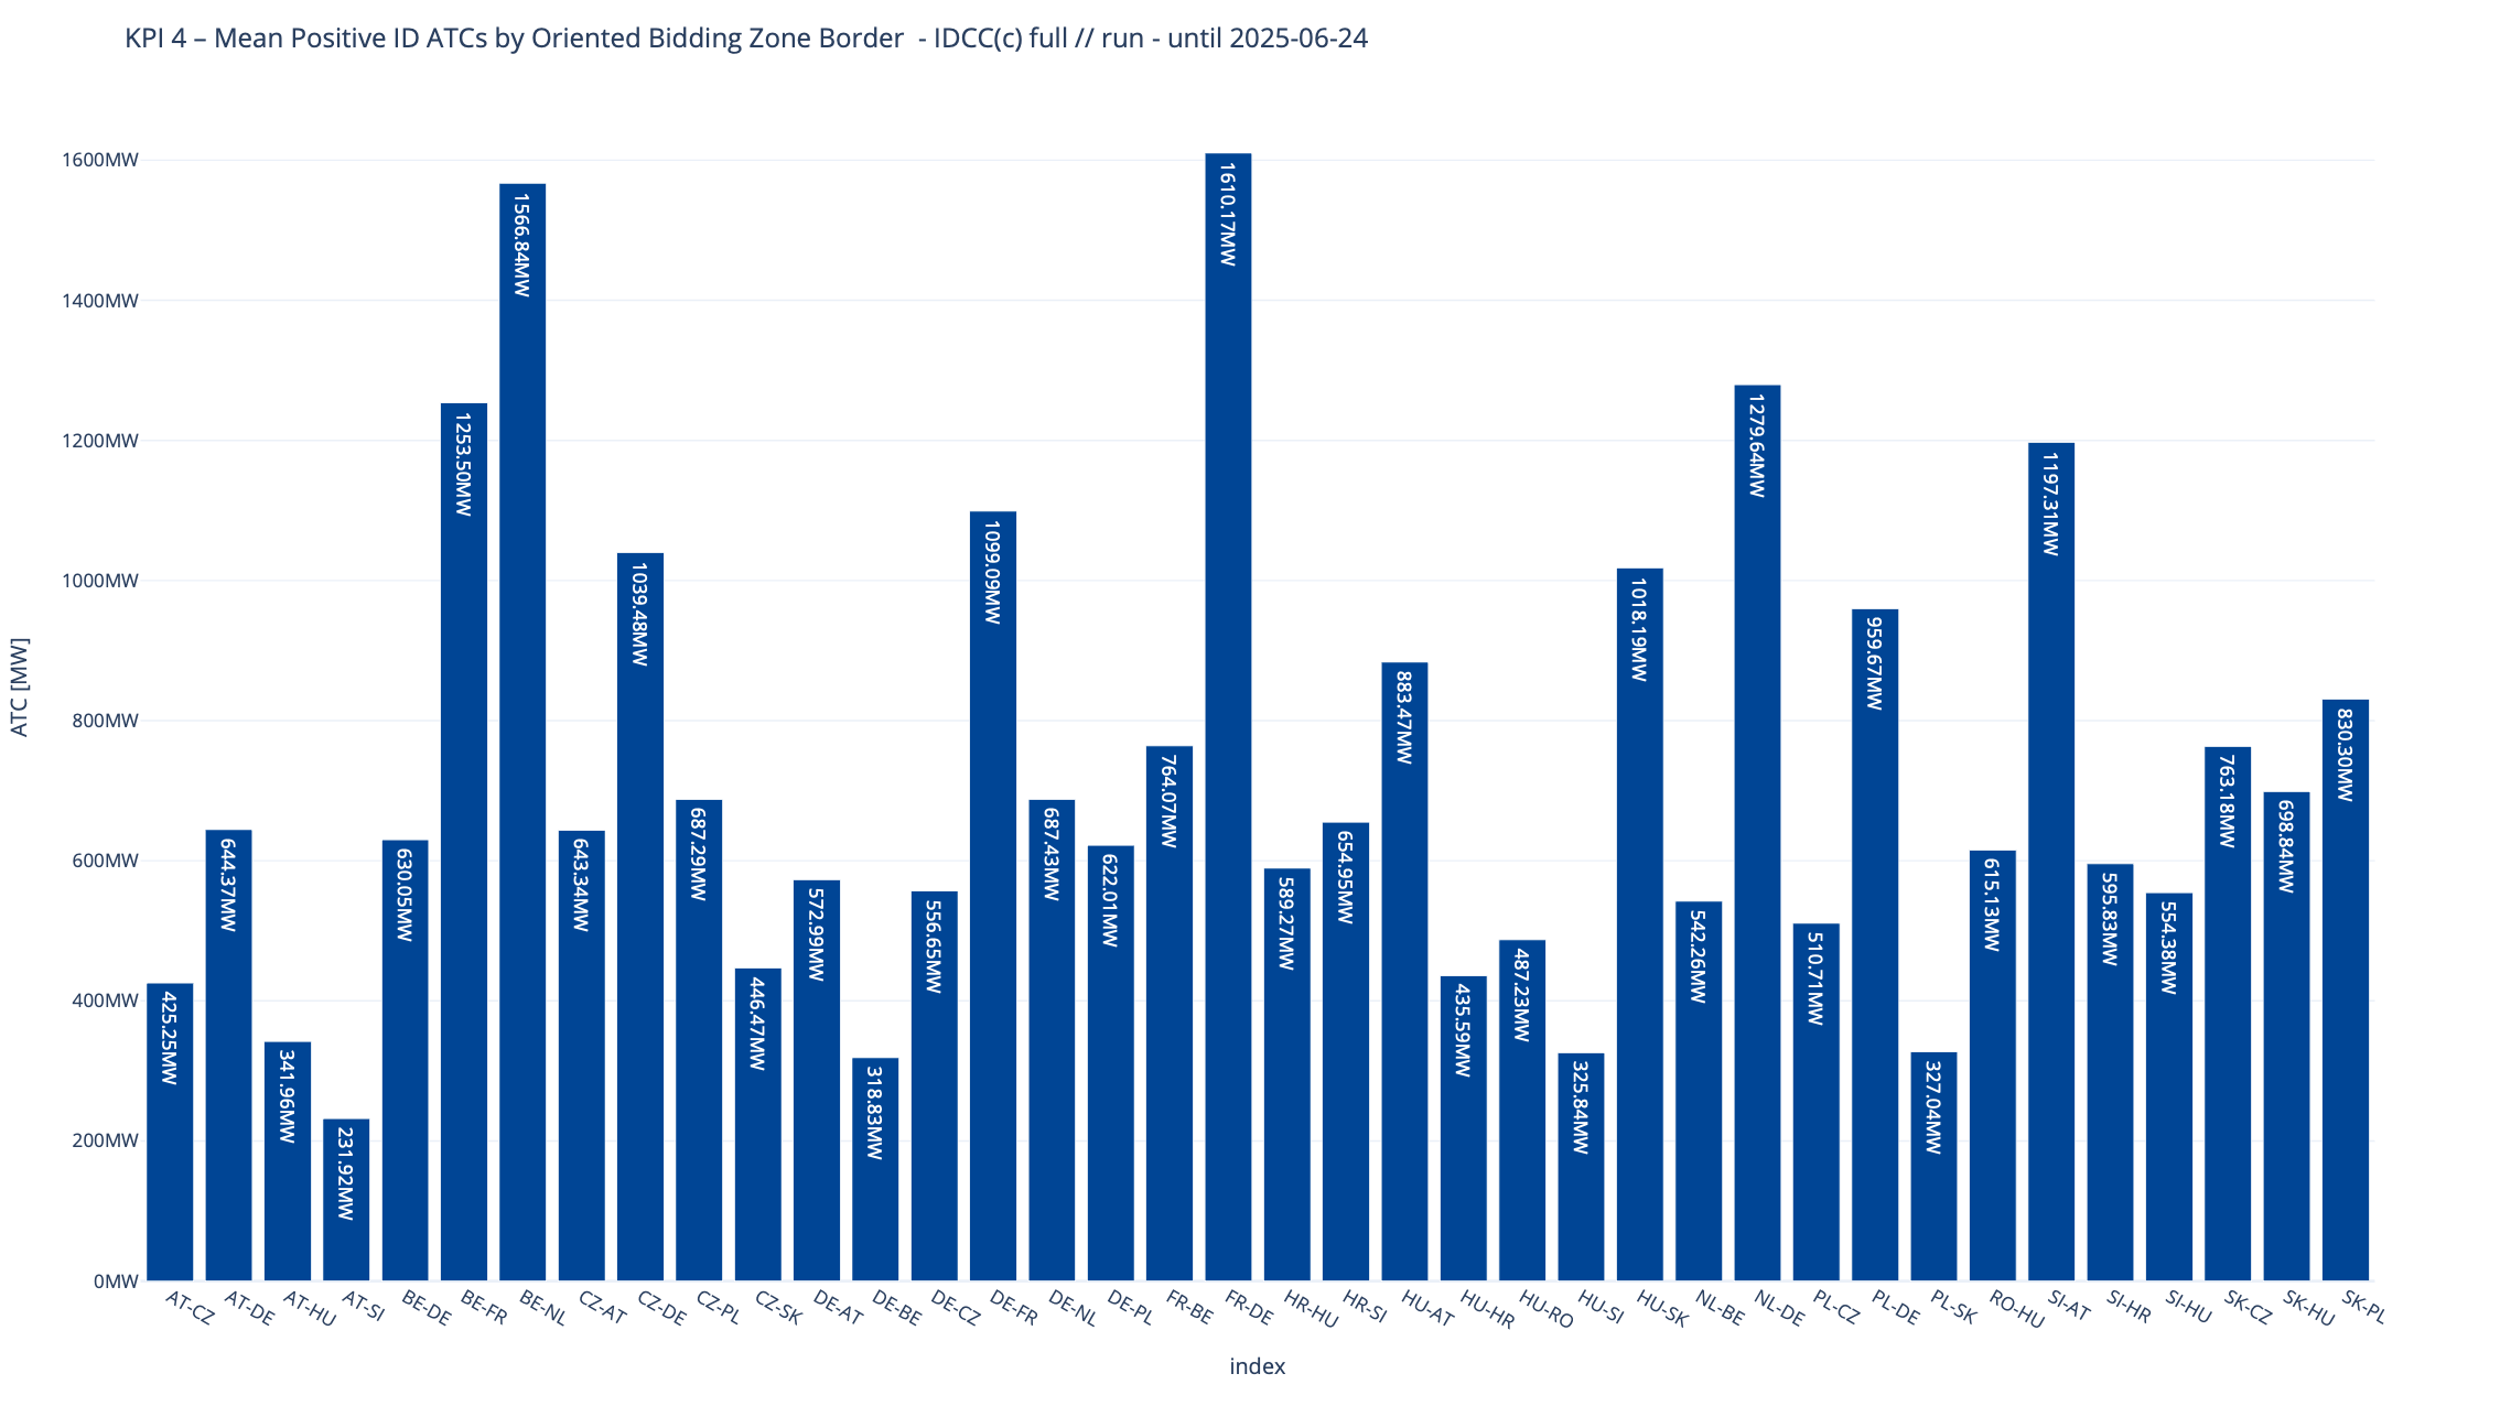 KPI 4 – Mean Positive ID ATCs by Oriented Bidding Zone Border - IDCC(c) full // run - until 2025-06-24
ATC [MW]
1600MW
1400MW
1200MW
1000MW
800MW
600MW
400MW
200MW
0MW
425.25MW
644.37MW
341.96MW
231.92MW
630.05MW
1253.50MW
1566.84MW
643.34MW
1039.48MW
687.29MW
446.47MW
572.99MW
318.83MW
556.65MW
1099.09MW
687.43MW
622.01MW
764.07MW
1610.17MW
589.27MW
654.95MW
883.47MW
435.59MW
487.23MW
325.84MW
1018.19MW
542.26MW
1279.64MW
510.71MW
959.67MW
327.04MW
615.13MW
1197.31MW
595.83MW
554.38MW
763.18MW
698.84MW
830.30MW
AT-CZ
AT-DE
AT-HU
AT-SI
BE-DE
BE-FR
BE-NL
CZ-AT
CZ-DE
CZ-PL
CZ-SK
DE-AT
DE-BE
DE-CZ
DE-FR
DE-NL
DE-PL
FR-BE
FR-DE
HR-HU
HR-SI
HU-AT
HU-HR
HU-RO
HU-SI
HU-SK
NL-BE
NL-DE
PL-CZ
PL-DE
PL-SK
RO-HU
SI-AT
SI-HR
SI-HU
SK-CZ
SK-HU
SK-PL
index